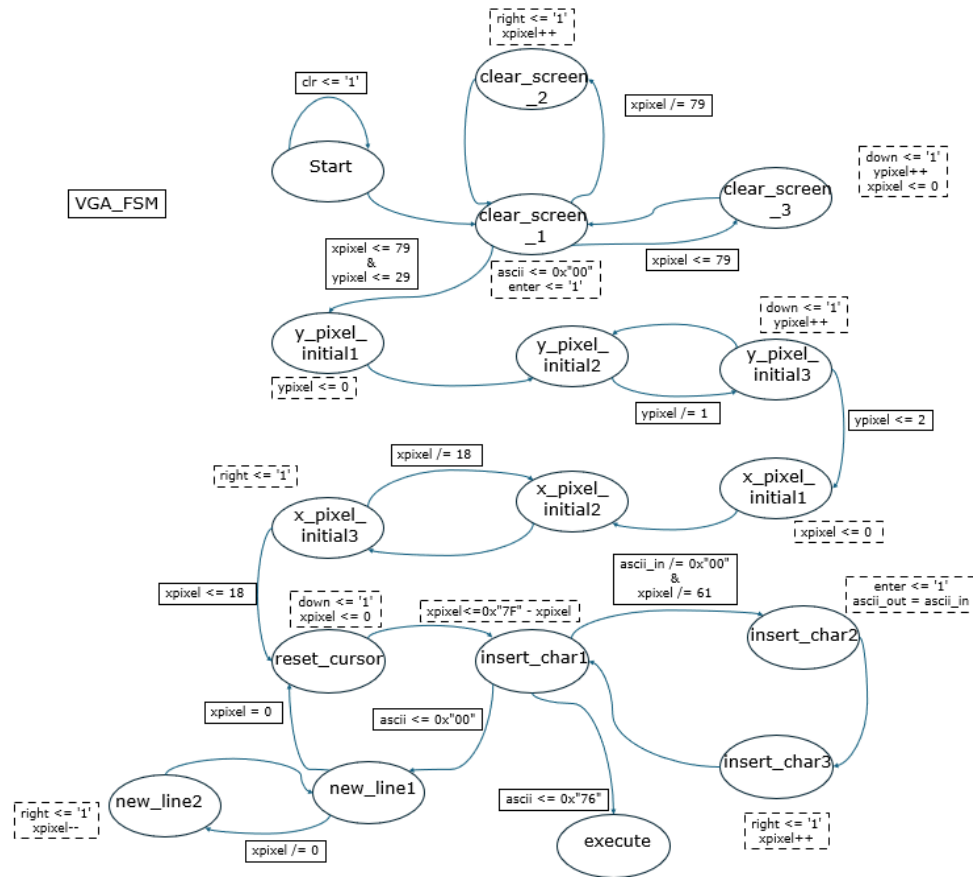 right <= '1'
xpixel++
clear_screen
_2
clr <= '1'
xpixel /= 79
Start
down <= '1'
ypixel++
xpixel <= 0
clear_screen
_3
VGA_FSM
clear_screen
_1
xpixel <= 79
&
ypixel <= 29
xpixel <= 79
ascii <= 0x"00"
enter <= '1'
y_pixel_
initial1
ypixel <= 0
y_pixel_
initial2
down <= '1'
ypixel++
y_pixel_
initial3
ypixel /= 1
ypixel <= 2
xpixel /= 18
right <= '1'
x_pixel_
initial3
x_pixel_
initial2
x_pixel_
initial1
xpixel <= 0
xpixel <= 18
down <= '1'
xpixel <= 0
reset_cursor
xpixel<=0x"7F" - xpixel
insert_char1
ascii_in /= 0x"00"
&
xpixel /= 61
enter <= '1'
ascii_out = ascii_in
insert_char2
xpixel = 0
ascii <= 0x"00"
insert_char3
right <= '1'
xpixel++
new_line2
new_line1
right <= '1'
xpixel--
xpixel /= 0
ascii <= 0x"76"
execute